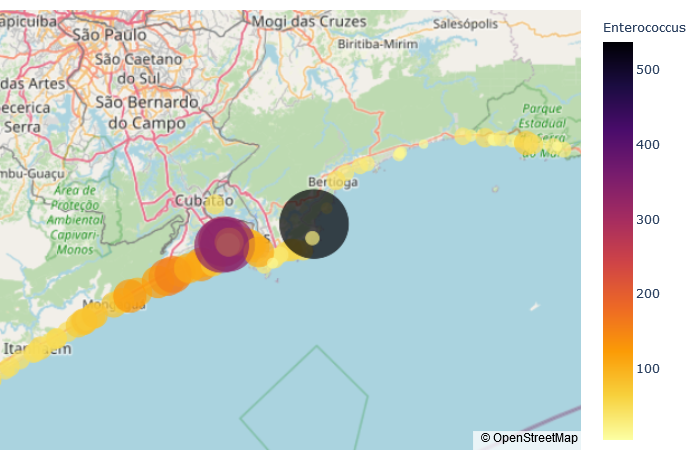 apicuíba
Mogi das Cruzes
Salesópolis
São Paulo
Biritiba-Mirim
São Caetano
do Sul
das Artes
São Bernardo
do Campo
ecerica
Serra
Parque
Estadual
Serra
do Mar
mbu-Guaçu
Bertioga
Área de
Proteção
Ambiental
Capivari-
Monos
Cubatão
s
Mong
Ita
em
© OpenStreetMap
Enterococcus
500
400
300
200
100